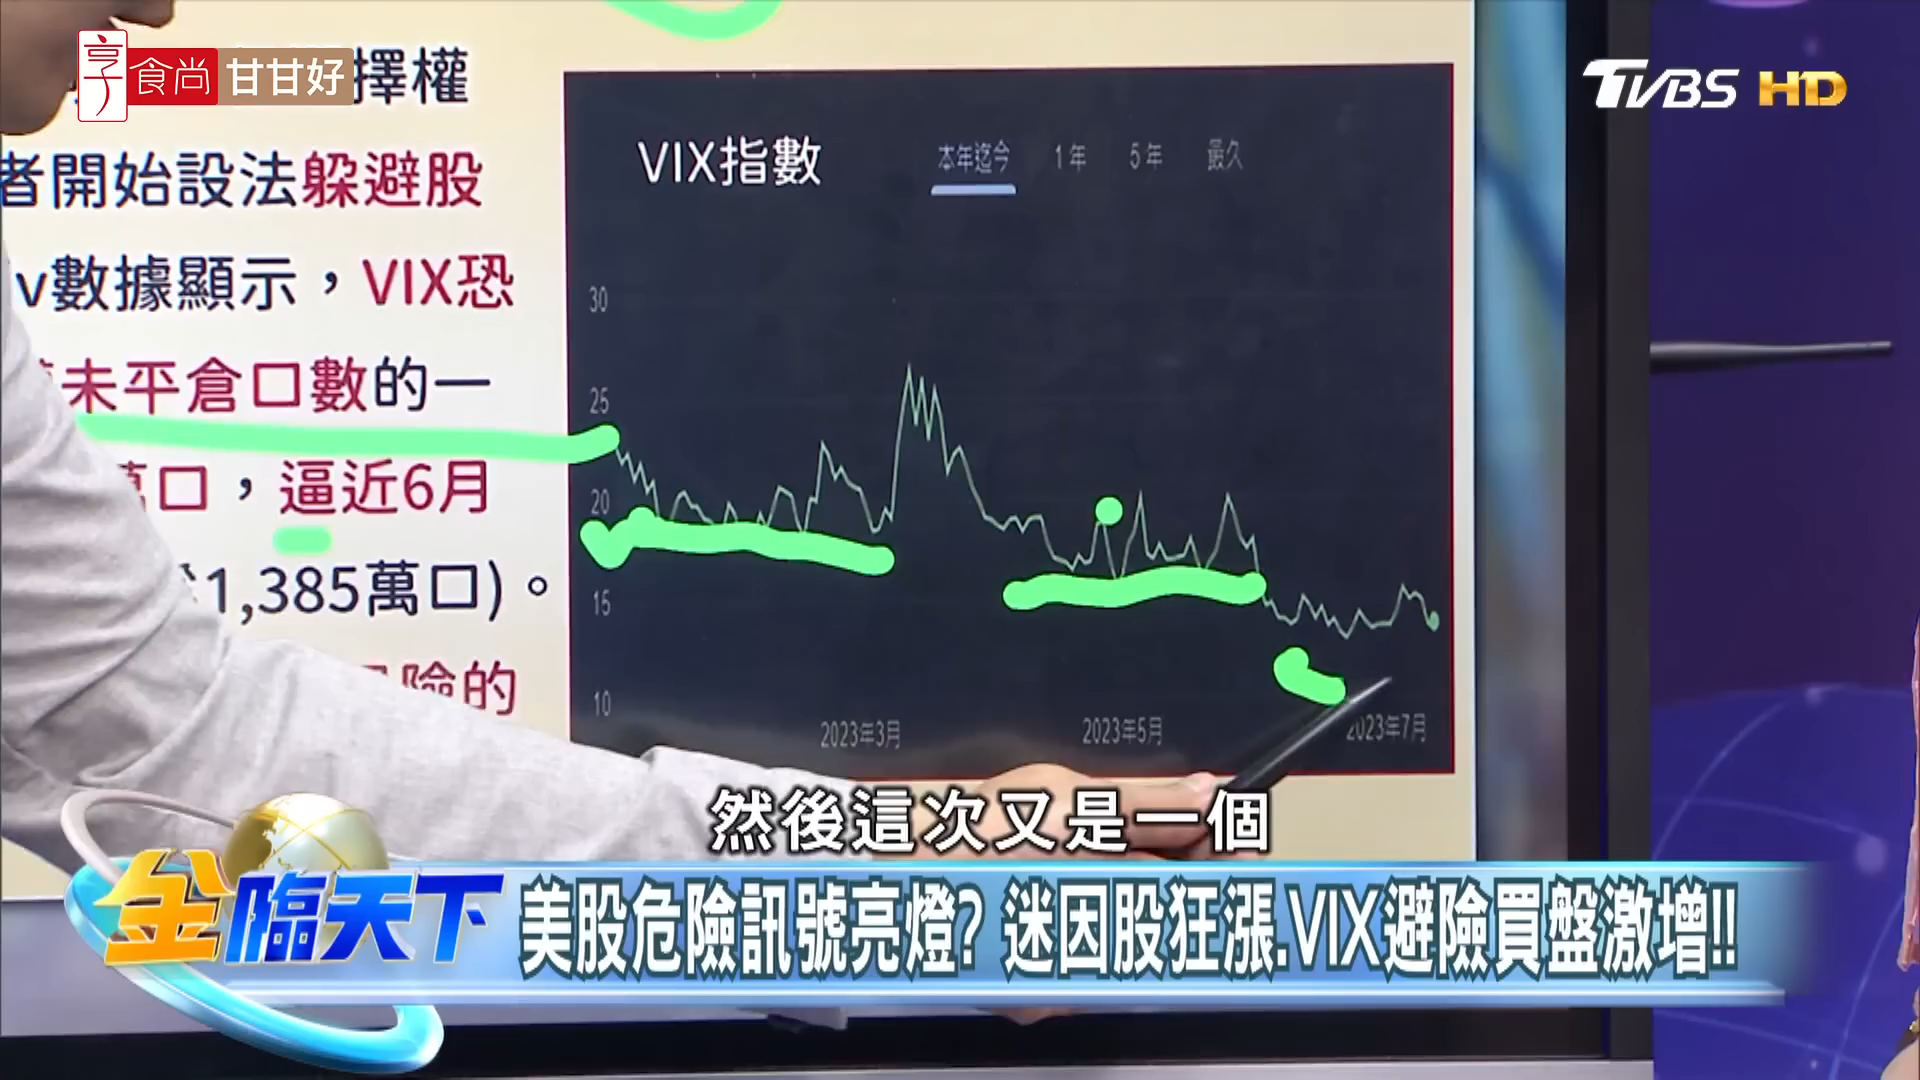 享
食尚
甘甘好
TVBS HD
擇權
者開始設法躲避股
v數據顯示，VIX恐
未平倉口數的一
萬口，逼近6月
1,385萬口)。
險的
VIX指數
本年迄今 1年 5年 最久
30
25
20
15
10
2023年3月 2023年5月 2023年7月
然後這次又是一個
金臨天下
美股危險訊號亮燈? 迷因股狂漲.VIX避險買盤激增!!